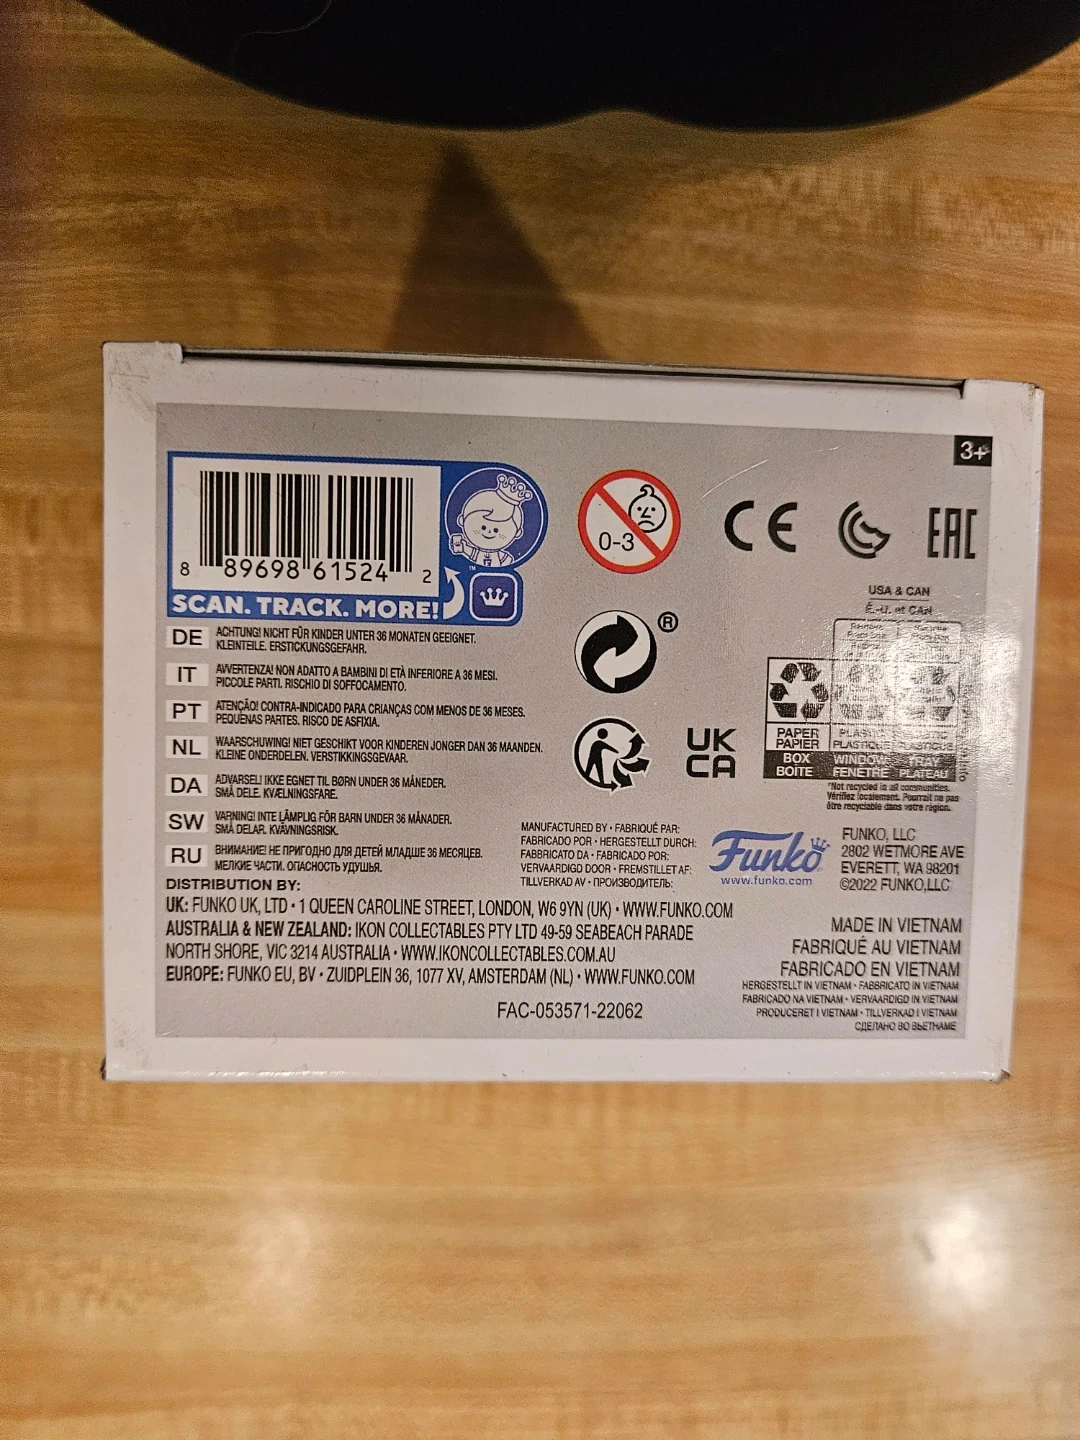 3+
8 89698 61524 2
SCAN. TRACK. MORE!
™
0-3
CE
EAC
®
UK
CA
USA & CAN
É.-U. et CAN
PAPER
PAPIER
PLASTIC
PLASTIQUE PLASTIQUE
BOX
BOÎTE
WINDOW
FENÊTRE
TRAY
PLATEAU
*Not recycled in all communities.
Vérifiez localement. Pourrait ne pas
être recyclable dans votre région.
DE ACHTUNG! NICHT FÜR KINDER UNTER 36 MONATEN GEEIGNET.
KLEINTEILE. ERSTICKUNGSGEFAHR.
IT AVVERTENZA! NON ADATTO A BAMBINI DI ETÀ INFERIORE A 36 MESI.
PICCOLE PARTI. RISCHIO DI SOFFOCAMENTO.
PT ATENÇÃO! CONTRA-INDICADO PARA CRIANÇAS COM MENOS DE 36 MESES.
PEQUENAS PARTES. RISCO DE ASFIXIA.
NL WAARSCHUWING! NIET GESCHIKT VOOR KINDEREN JONGER DAN 36 MAANDEN.
KLEINE ONDERDELEN. VERSTIKKINGSGEVAAR.
DA ADVARSEL! IKKE EGNET TIL BØRN UNDER 36 MÅNEDER.
SMÅ DELE. KVÆLNINGSFARE.
SW VARNING! INTE LÄMPLIG FÖR BARN UNDER 36 MÅNADER.
SMÅ DELAR. KVÄVNINGSRISK.
RU ВНИМАНИЕ! НЕ ПРИГОДНО ДЛЯ ДЕТЕЙ МЛАДШЕ 36 МЕСЯЦЕВ.
МЕЛКИЕ ЧАСТИ. ОПАСНОСТЬ УДУШЬЯ.
MANUFACTURED BY • FABRIQUÉ PAR:
FABRICADO POR • HERGESTELLT DURCH:
FABBRICATO DA • FABRICADO POR:
VERVAARDIGD DOOR • FREMSTILLET AF:
TILLVERKAD AV • ПРОИЗВОДИТЕЛЬ:
Funko
www.funko.com
FUNKO, LLC
2802 WETMORE AVE
EVERETT, WA 98201
©2022 FUNKO,LLC
DISTRIBUTION BY:
UK: FUNKO UK, LTD • 1 QUEEN CAROLINE STREET, LONDON, W6 9YN (UK) • WWW.FUNKO.COM
AUSTRALIA & NEW ZEALAND: IKON COLLECTABLES PTY LTD 49-59 SEABEACH PARADE
NORTH SHORE, VIC 3214 AUSTRALIA • WWW.IKONCOLLECTABLES.COM.AU
EUROPE: FUNKO EU, BV • ZUIDPLEIN 36, 1077 XV, AMSTERDAM (NL) • WWW.FUNKO.COM
FAC-053571-22062
MADE IN VIETNAM
FABRIQUÉ AU VIETNAM
FABRICADO EN VIETNAM
HERGESTELLT IN VIETNAM • FABBRICATO IN VIETNAM
FABRICADO NA VIETNAM • VERVAARDIGD IN VIETNAM
PRODUCERET I VIETNAM • TILLVERKAD I VIETNAM
СДЕЛАНО ВО ВЬЕТНАМЕ